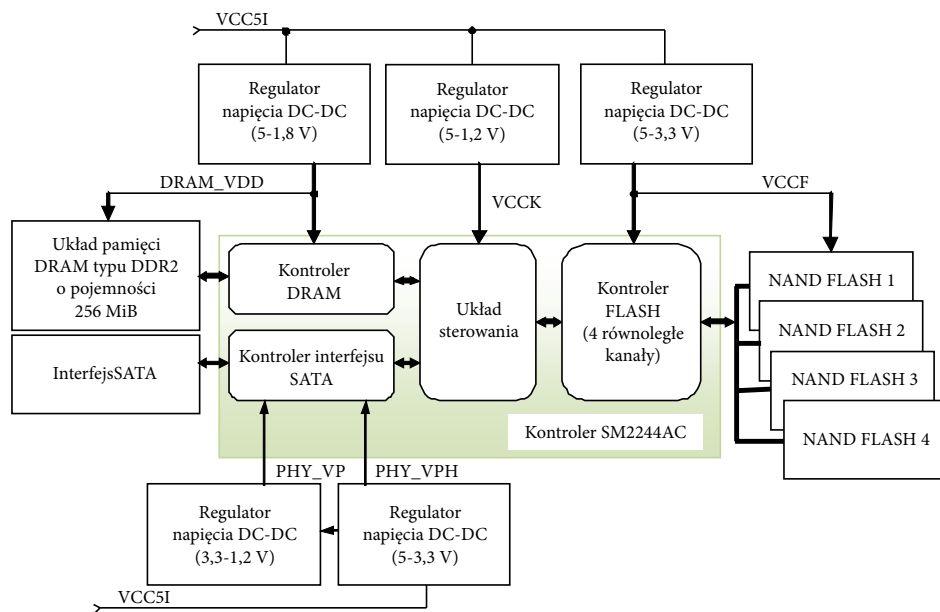 VCC5I
Regulator
napięcia DC-DC
(5-1,8 V)
Regulator
napięcia DC-DC
(5-1,2 V)
Regulator
napięcia DC-DC
(5-3,3 V)
DRAM_VDD
VCCK
VCCF
Układ pamięci
DRAM typu DDR2
o pojemności
256 MiB
Kontroler
DRAM
Układ
sterowania
Kontroler
FLASH
(4 równoległe
kanały)
NAND FLASH 1
NAND FLASH 2
NAND FLASH 3
NAND FLASH 4
InterfejsSATA
Kontroler interfejsu
SATA
Kontroler SM2244AC
PHY_VP
PHY_VPH
Regulator
napięcia DC-DC
(3,3-1,2 V)
Regulator
napięcia DC-DC
(5-3,3 V)
VCC5I